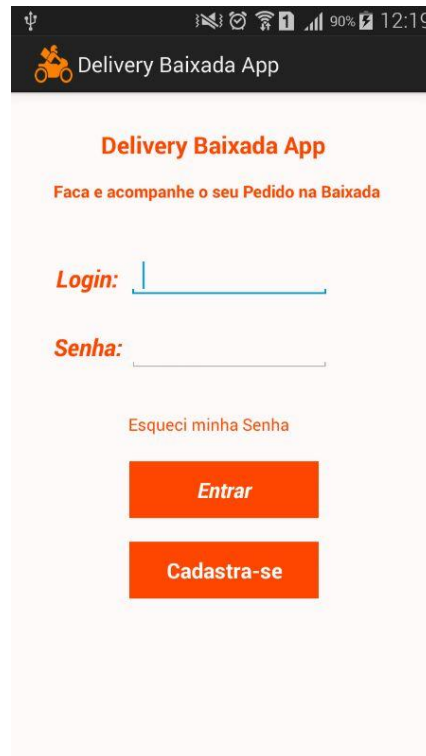 1 90% 12:19
Delivery Baixada App
Delivery Baixada App
Faca e acompanhe o seu Pedido na Baixada
Login:
Senha:
Esqueci minha Senha
Entrar
Cadastra-se